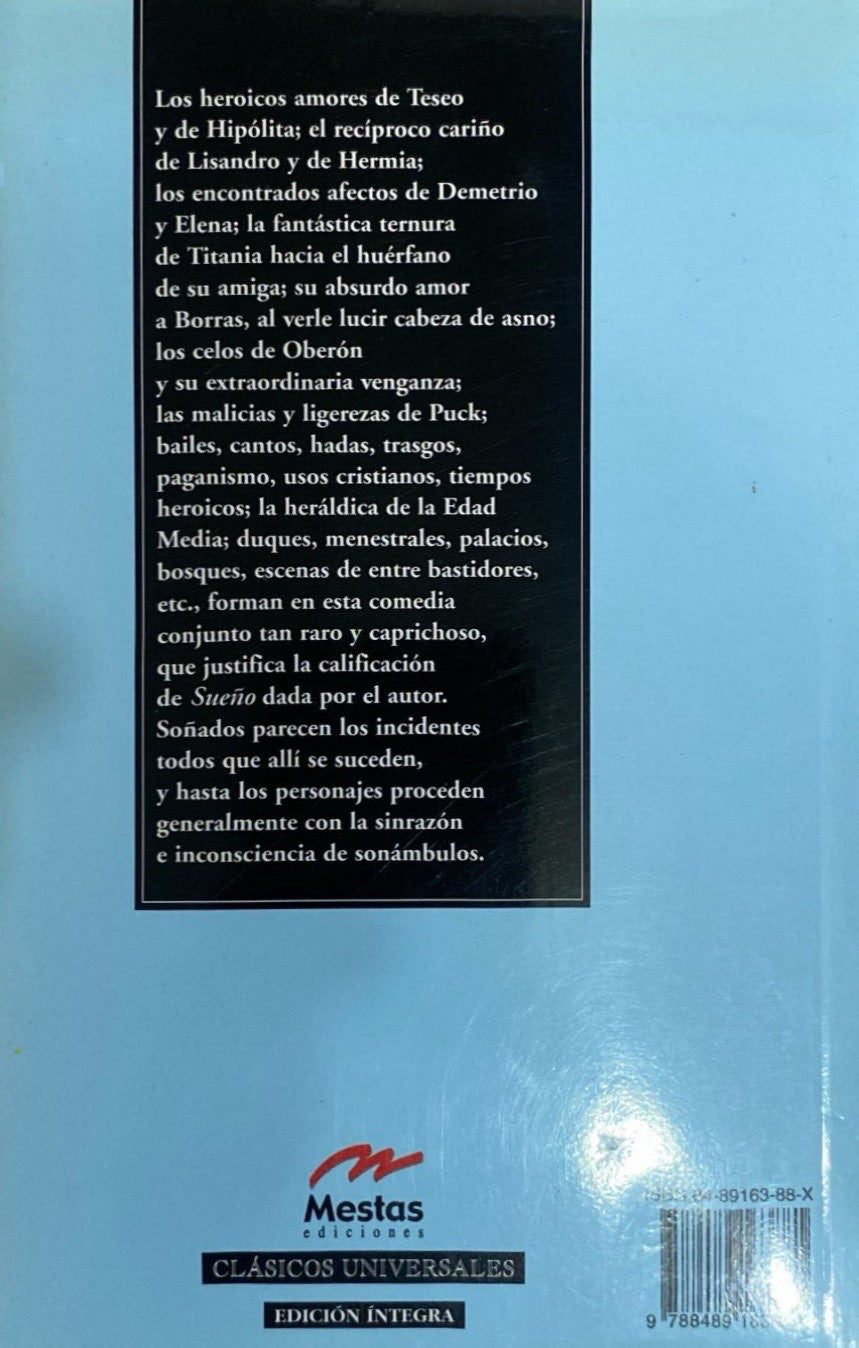 Los heroicos amores de Teseo
y de Hipólita; el recíproco cariño
de Lisandro y de Hermia;
los encontrados afectos de Demetrio
y Elena; la fantástica ternura
de Titania hacia el huérfano
de su amiga; su absurdo amor
a Borras, al verle lucir cabeza de asno;
los celos de Oberón
y su extraordinaria venganza;
las malicias y ligerezas de Puck;
bailes, cantos, hadas, trasgos,
paganismo, usos cristianos, tiempos
heroicos; la heráldica de la Edad
Media; duques, menestrales, palacios,
bosques, escenas de entre bastidores,
etc., forman en esta comedia
conjunto tan raro y caprichoso,
que justifica la calificación
de Sueño dada por el autor.
Soñados parecen los incidentes
todos que allí se suceden,
y hasta los personajes proceden
generalmente con la sinrazón
e inconsciencia de sonámbulos.
Mestas
ediciones
CLÁSICOS UNIVERSALES
EDICIÓN ÍNTEGRA
84-89163-88-X
9 788489